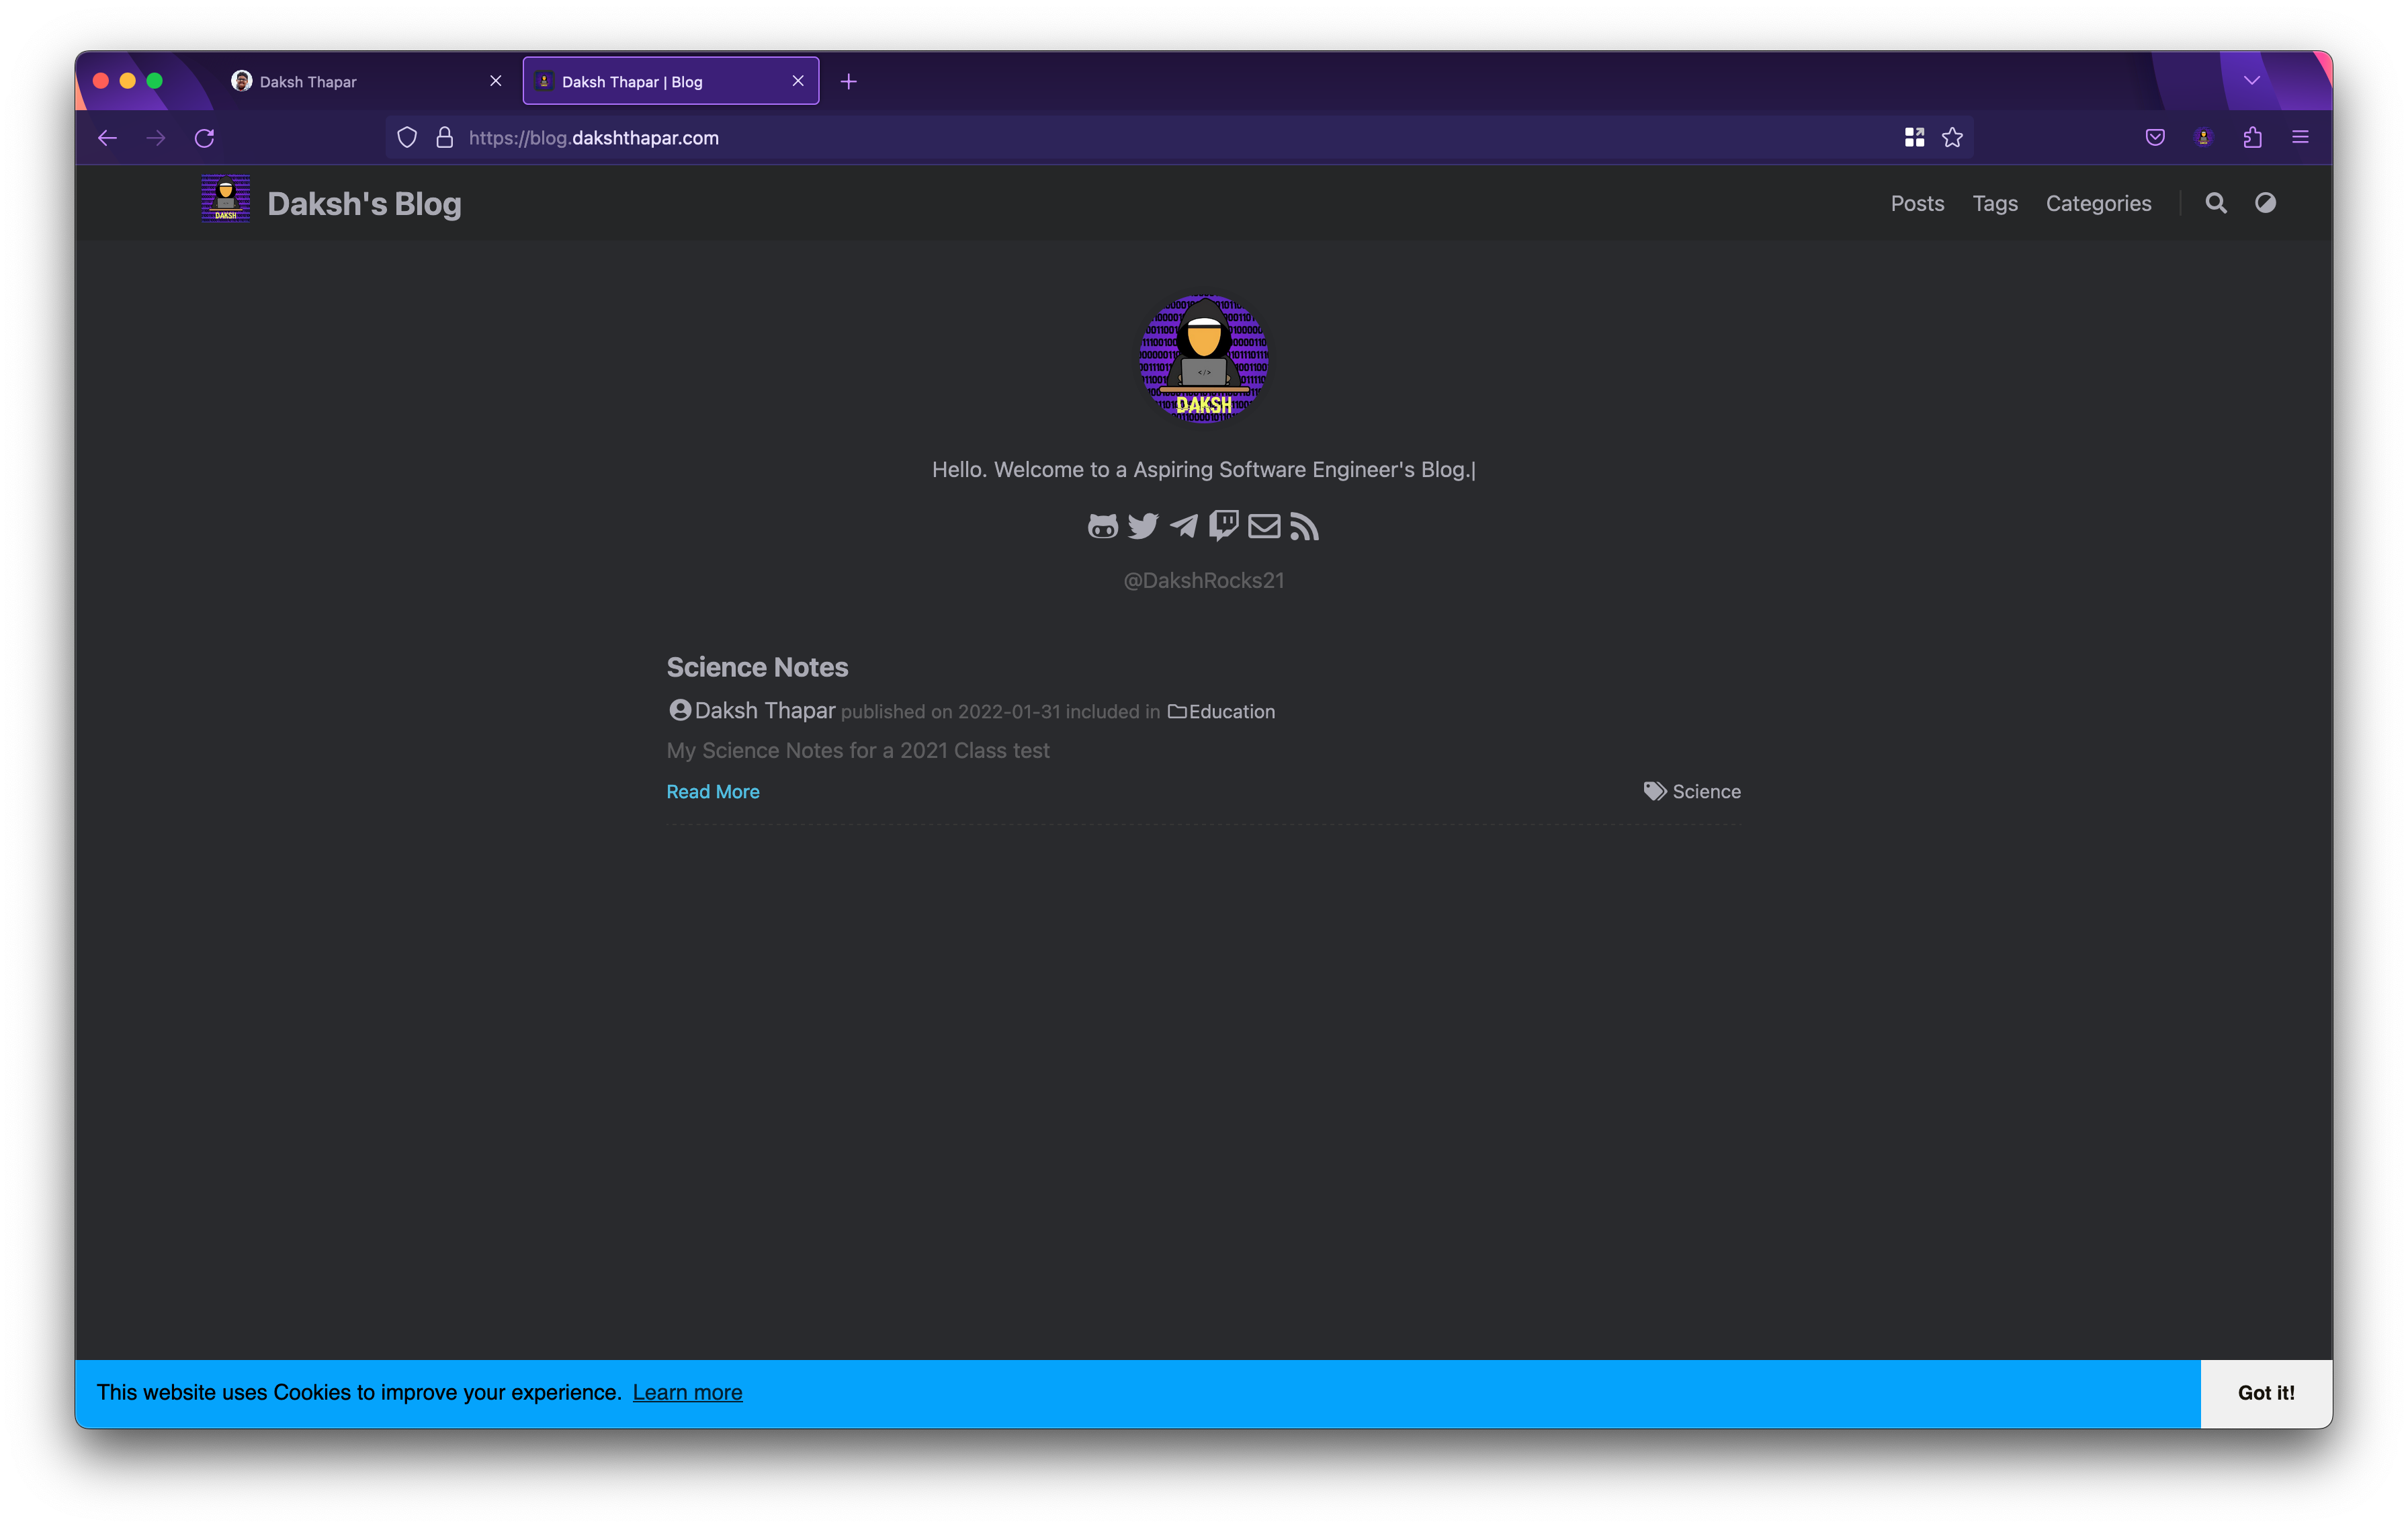 Daksh Thapar
Daksh Thapar | Blog
https://blog.dakshthapar.com
DAKSH
Daksh's Blog
Posts
Tags
Categories
</>
DAKSH
Hello. Welcome to a Aspiring Software Engineer's Blog.|
@DakshRocks21
Science Notes
Daksh Thapar published on 2022-01-31 included in Education
My Science Notes for a 2021 Class test
Read More
Science
This website uses Cookies to improve your experience. Learn more
Got it!